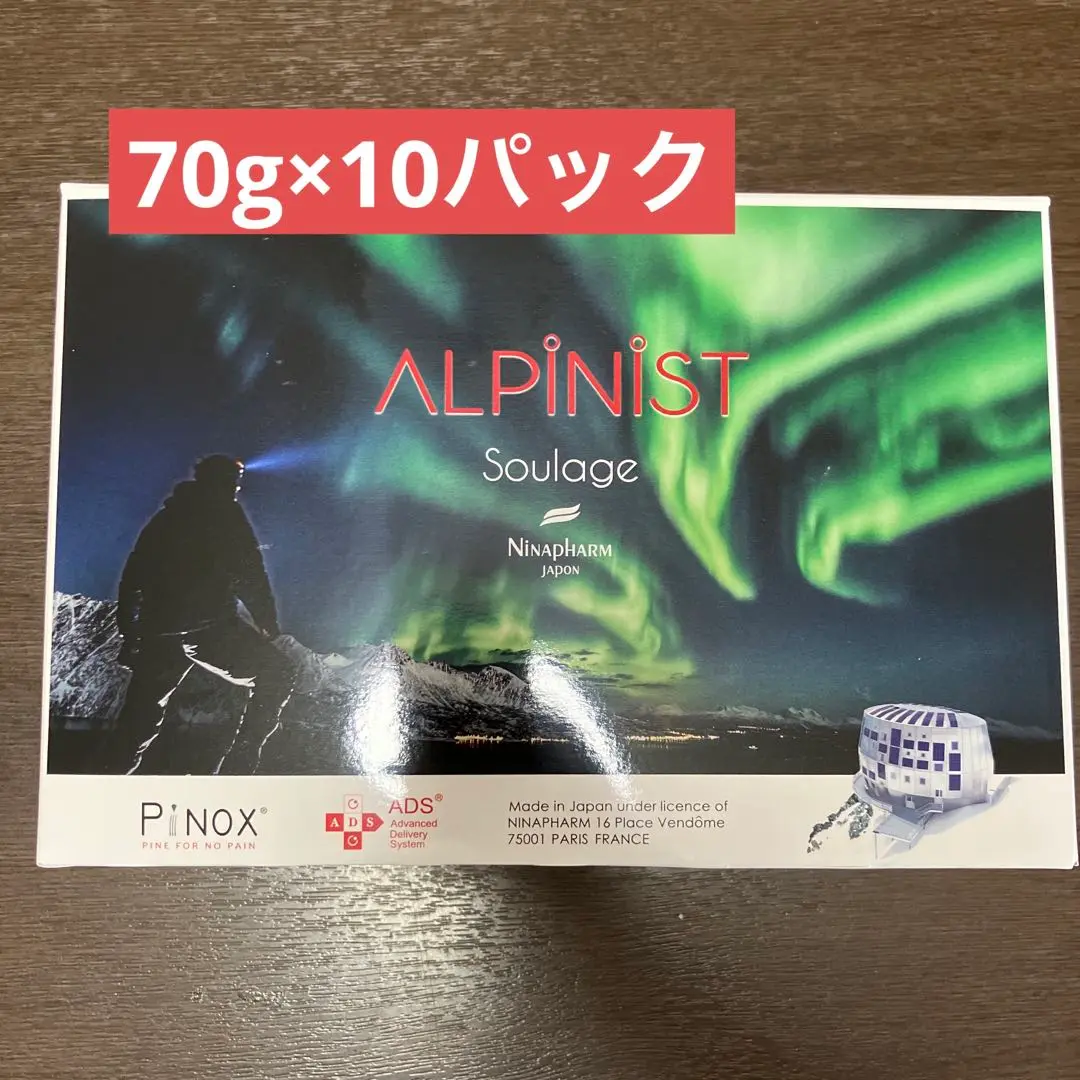 70g×10パック
ALPINIST
Soulage
NINAPHARM
JAPON
PiNOX®
PINE FOR NO PAIN
ADS
ADS®
Advanced
Delivery
System
Made in Japan under licence of
NINAPHARM 16 Place Vendôme
75001 PARIS FRANCE